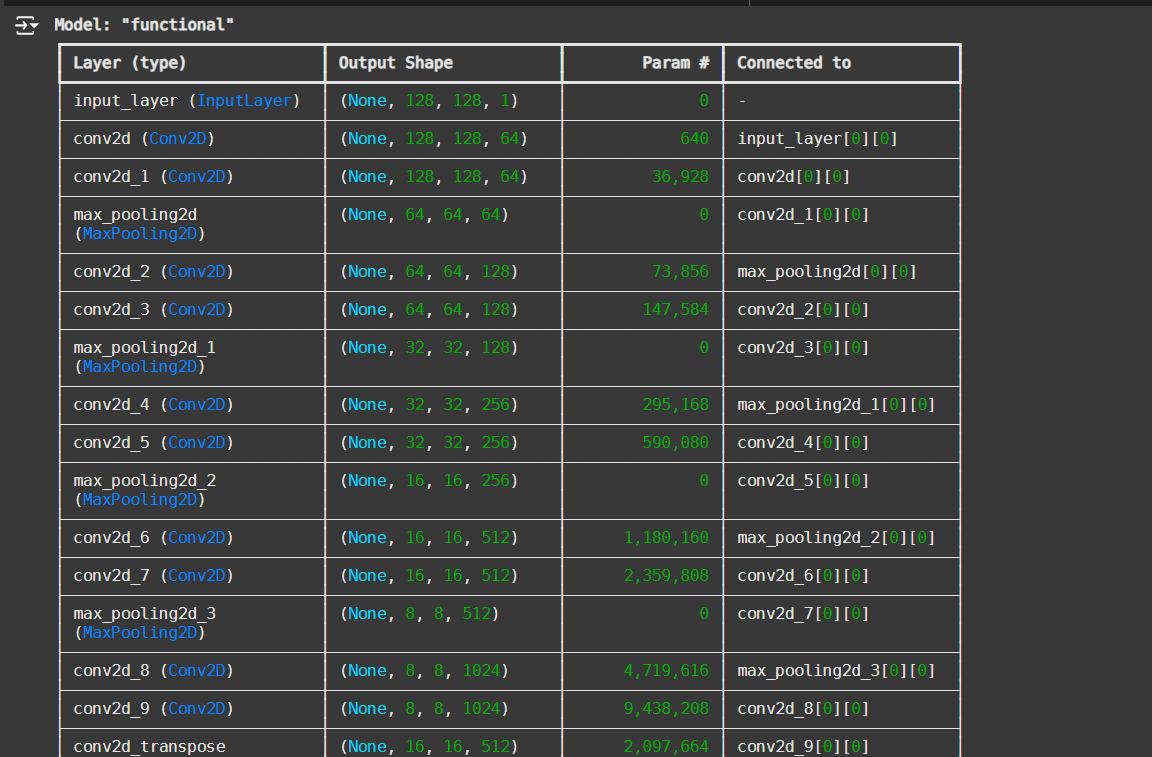 Model: "functional"
Layer (type) Output Shape Param # Connected to
input_layer (InputLayer) (None, 128, 128, 1) 0 -
conv2d (Conv2D) (None, 128, 128, 64) 640 input_layer[0][0]
conv2d_1 (Conv2D) (None, 128, 128, 64) 36,928 conv2d[0][0]
max_pooling2d (None, 64, 64, 64) 0 conv2d_1[0][0]
(MaxPooling2D)
conv2d_2 (Conv2D) (None, 64, 64, 128) 73,856 max_pooling2d[0][0]
conv2d_3 (Conv2D) (None, 64, 64, 128) 147,584 conv2d_2[0][0]
max_pooling2d_1 (None, 32, 32, 128) 0 conv2d_3[0][0]
(MaxPooling2D)
conv2d_4 (Conv2D) (None, 32, 32, 256) 295,168 max_pooling2d_1[0][0]
conv2d_5 (Conv2D) (None, 32, 32, 256) 590,080 conv2d_4[0][0]
max_pooling2d_2 (None, 16, 16, 256) 0 conv2d_5[0][0]
(MaxPooling2D)
conv2d_6 (Conv2D) (None, 16, 16, 512) 1,180,160 max_pooling2d_2[0][0]
conv2d_7 (Conv2D) (None, 16, 16, 512) 2,359,808 conv2d_6[0][0]
max_pooling2d_3 (None, 8, 8, 512) 0 conv2d_7[0][0]
(MaxPooling2D)
conv2d_8 (Conv2D) (None, 8, 8, 1024) 4,719,616 max_pooling2d_3[0][0]
conv2d_9 (Conv2D) (None, 8, 8, 1024) 9,438,208 conv2d_8[0][0]
conv2d_transpose (None, 16, 16, 512) 2,097,664 conv2d_9[0][0]